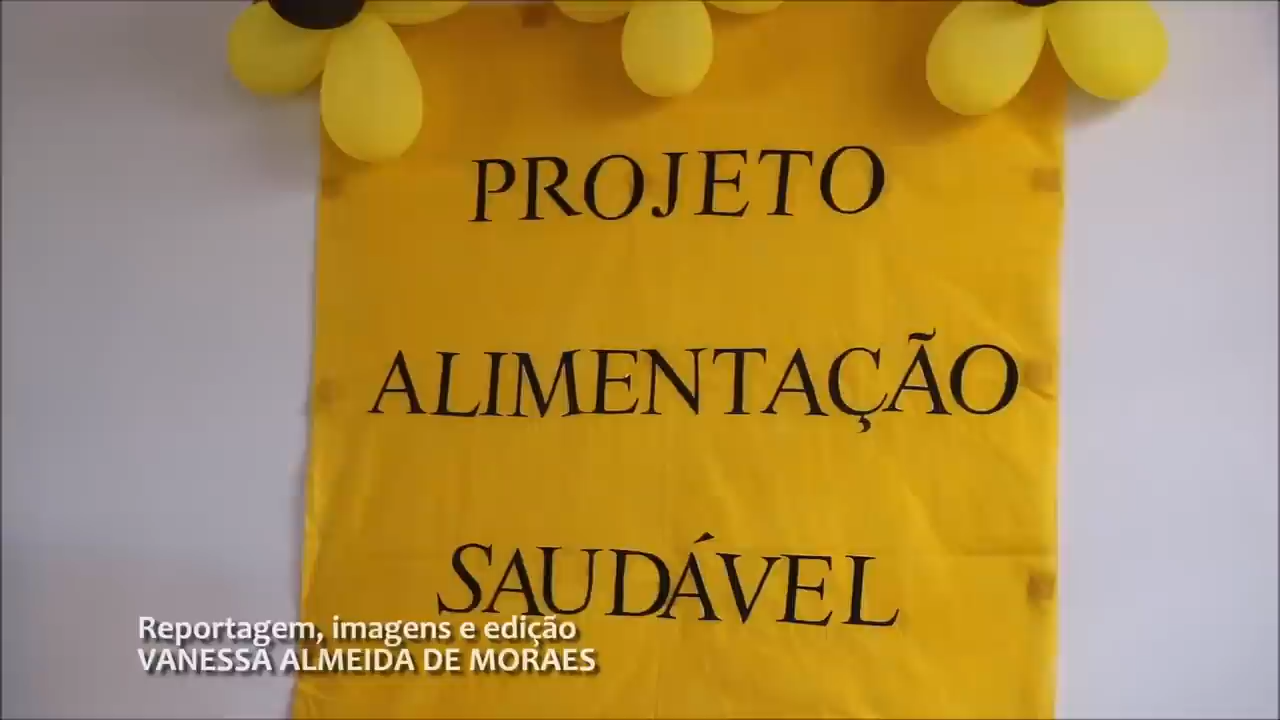 PROJETO
ALIMENTAÇÃO
SAUDÁVEL
Reportagem, imagens e edição
VANESSA ALMEIDA DE MORAES